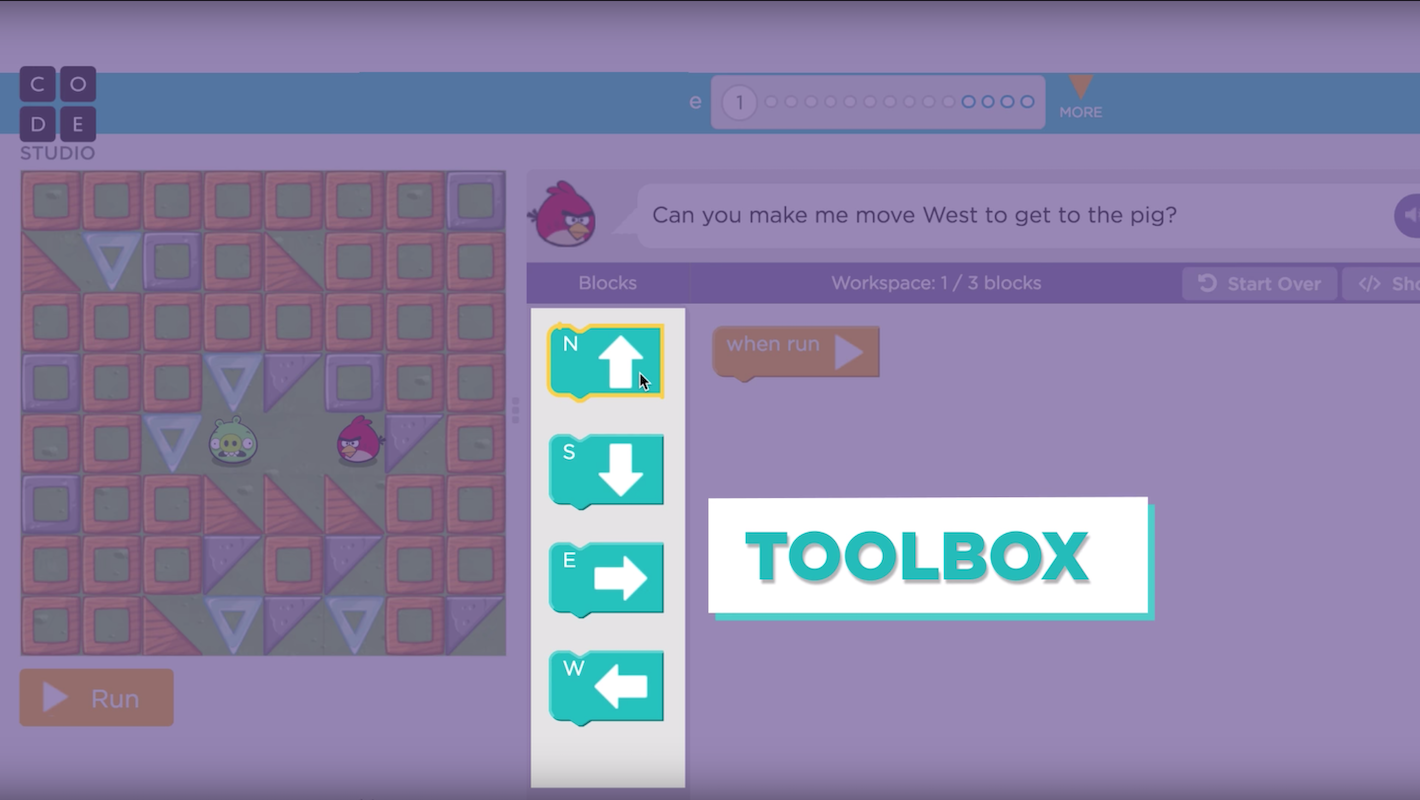 CODE
STUDIO
e
1
MORE
Can you make me move West to get to the pig?
Blocks
Workspace: 1 / 3 blocks
Start Over
</> Sho
N
when run
S
E
W
TOOLBOX
Run